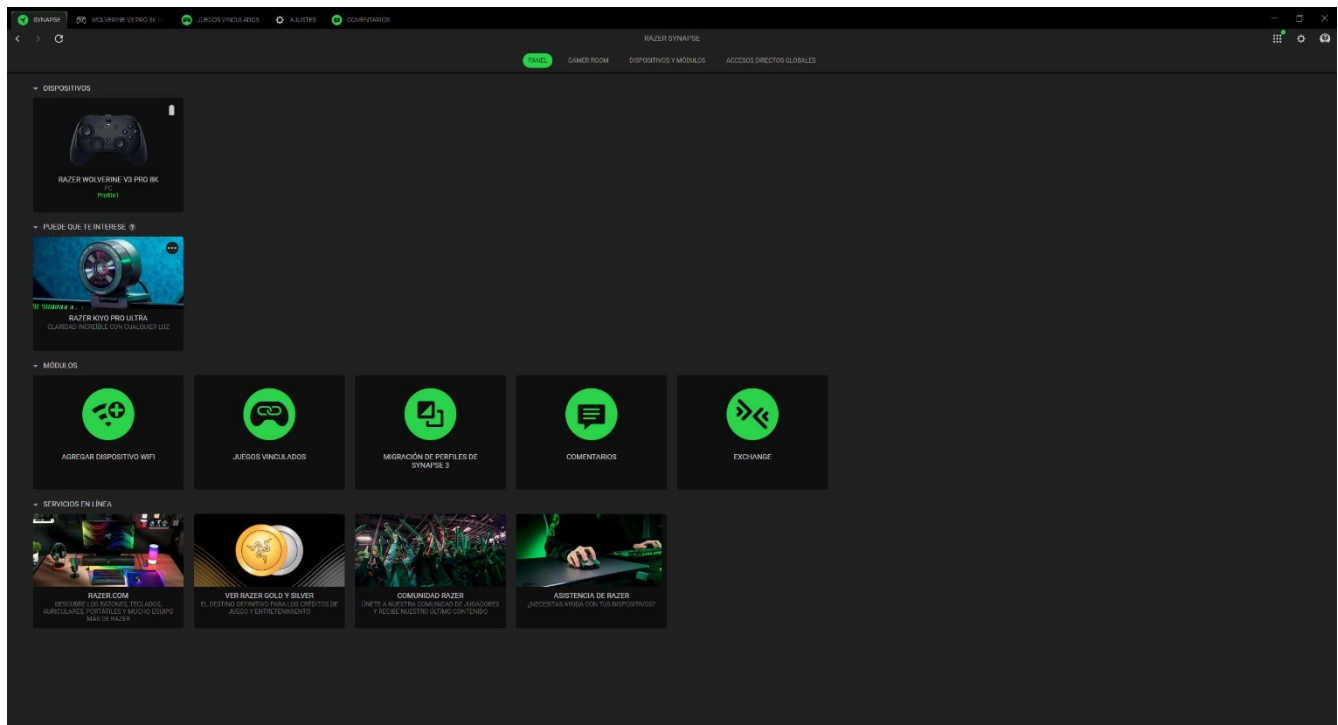 SYNAPSE
WOLVERINE V3 PRO 8K P
JUEGOS VINCULADOS
AJUSTES
COMENTARIOS
RAZER SYNAPSE
PANEL
GAMER ROOM
DISPOSITIVOS Y MÓDULOS
ACCESOS DIRECTOS GLOBALES
DISPOSITIVOS
RAZER WOLVERINE V3 PRO 8K
PC
Profile1
PUEDE QUE TE INTERESE ?
RAZER KIYO PRO ULTRA
CLARIDAD INCREÍBLE CON CUALQUIER LUZ
MÓDULOS
AGREGAR DISPOSITIVO WIFI
JUEGOS VINCULADOS
MIGRACIÓN DE PERFILES DE
SYNAPSE 3
COMENTARIOS
EXCHANGE
SERVICIOS EN LÍNEA
RAZER.COM
DESCUBRE LOS RATONES, TECLADOS,
AURICULARES, PORTÁTILES Y MUCHO EQUIPO
MÁS DE RAZER
VER RAZER GOLD Y SILVER
EL DESTINO DEFINITIVO PARA LOS CRÉDITOS DE
JUEGO Y ENTRETENIMIENTO
COMUNIDAD RAZER
ÚNETE A NUESTRA COMUNIDAD DE JUGADORES
Y RECIBE NUESTRO ÚLTIMO CONTENIDO
ASISTENCIA DE RAZER
¿NECESITAS AYUDA CON TUS DISPOSITIVOS?